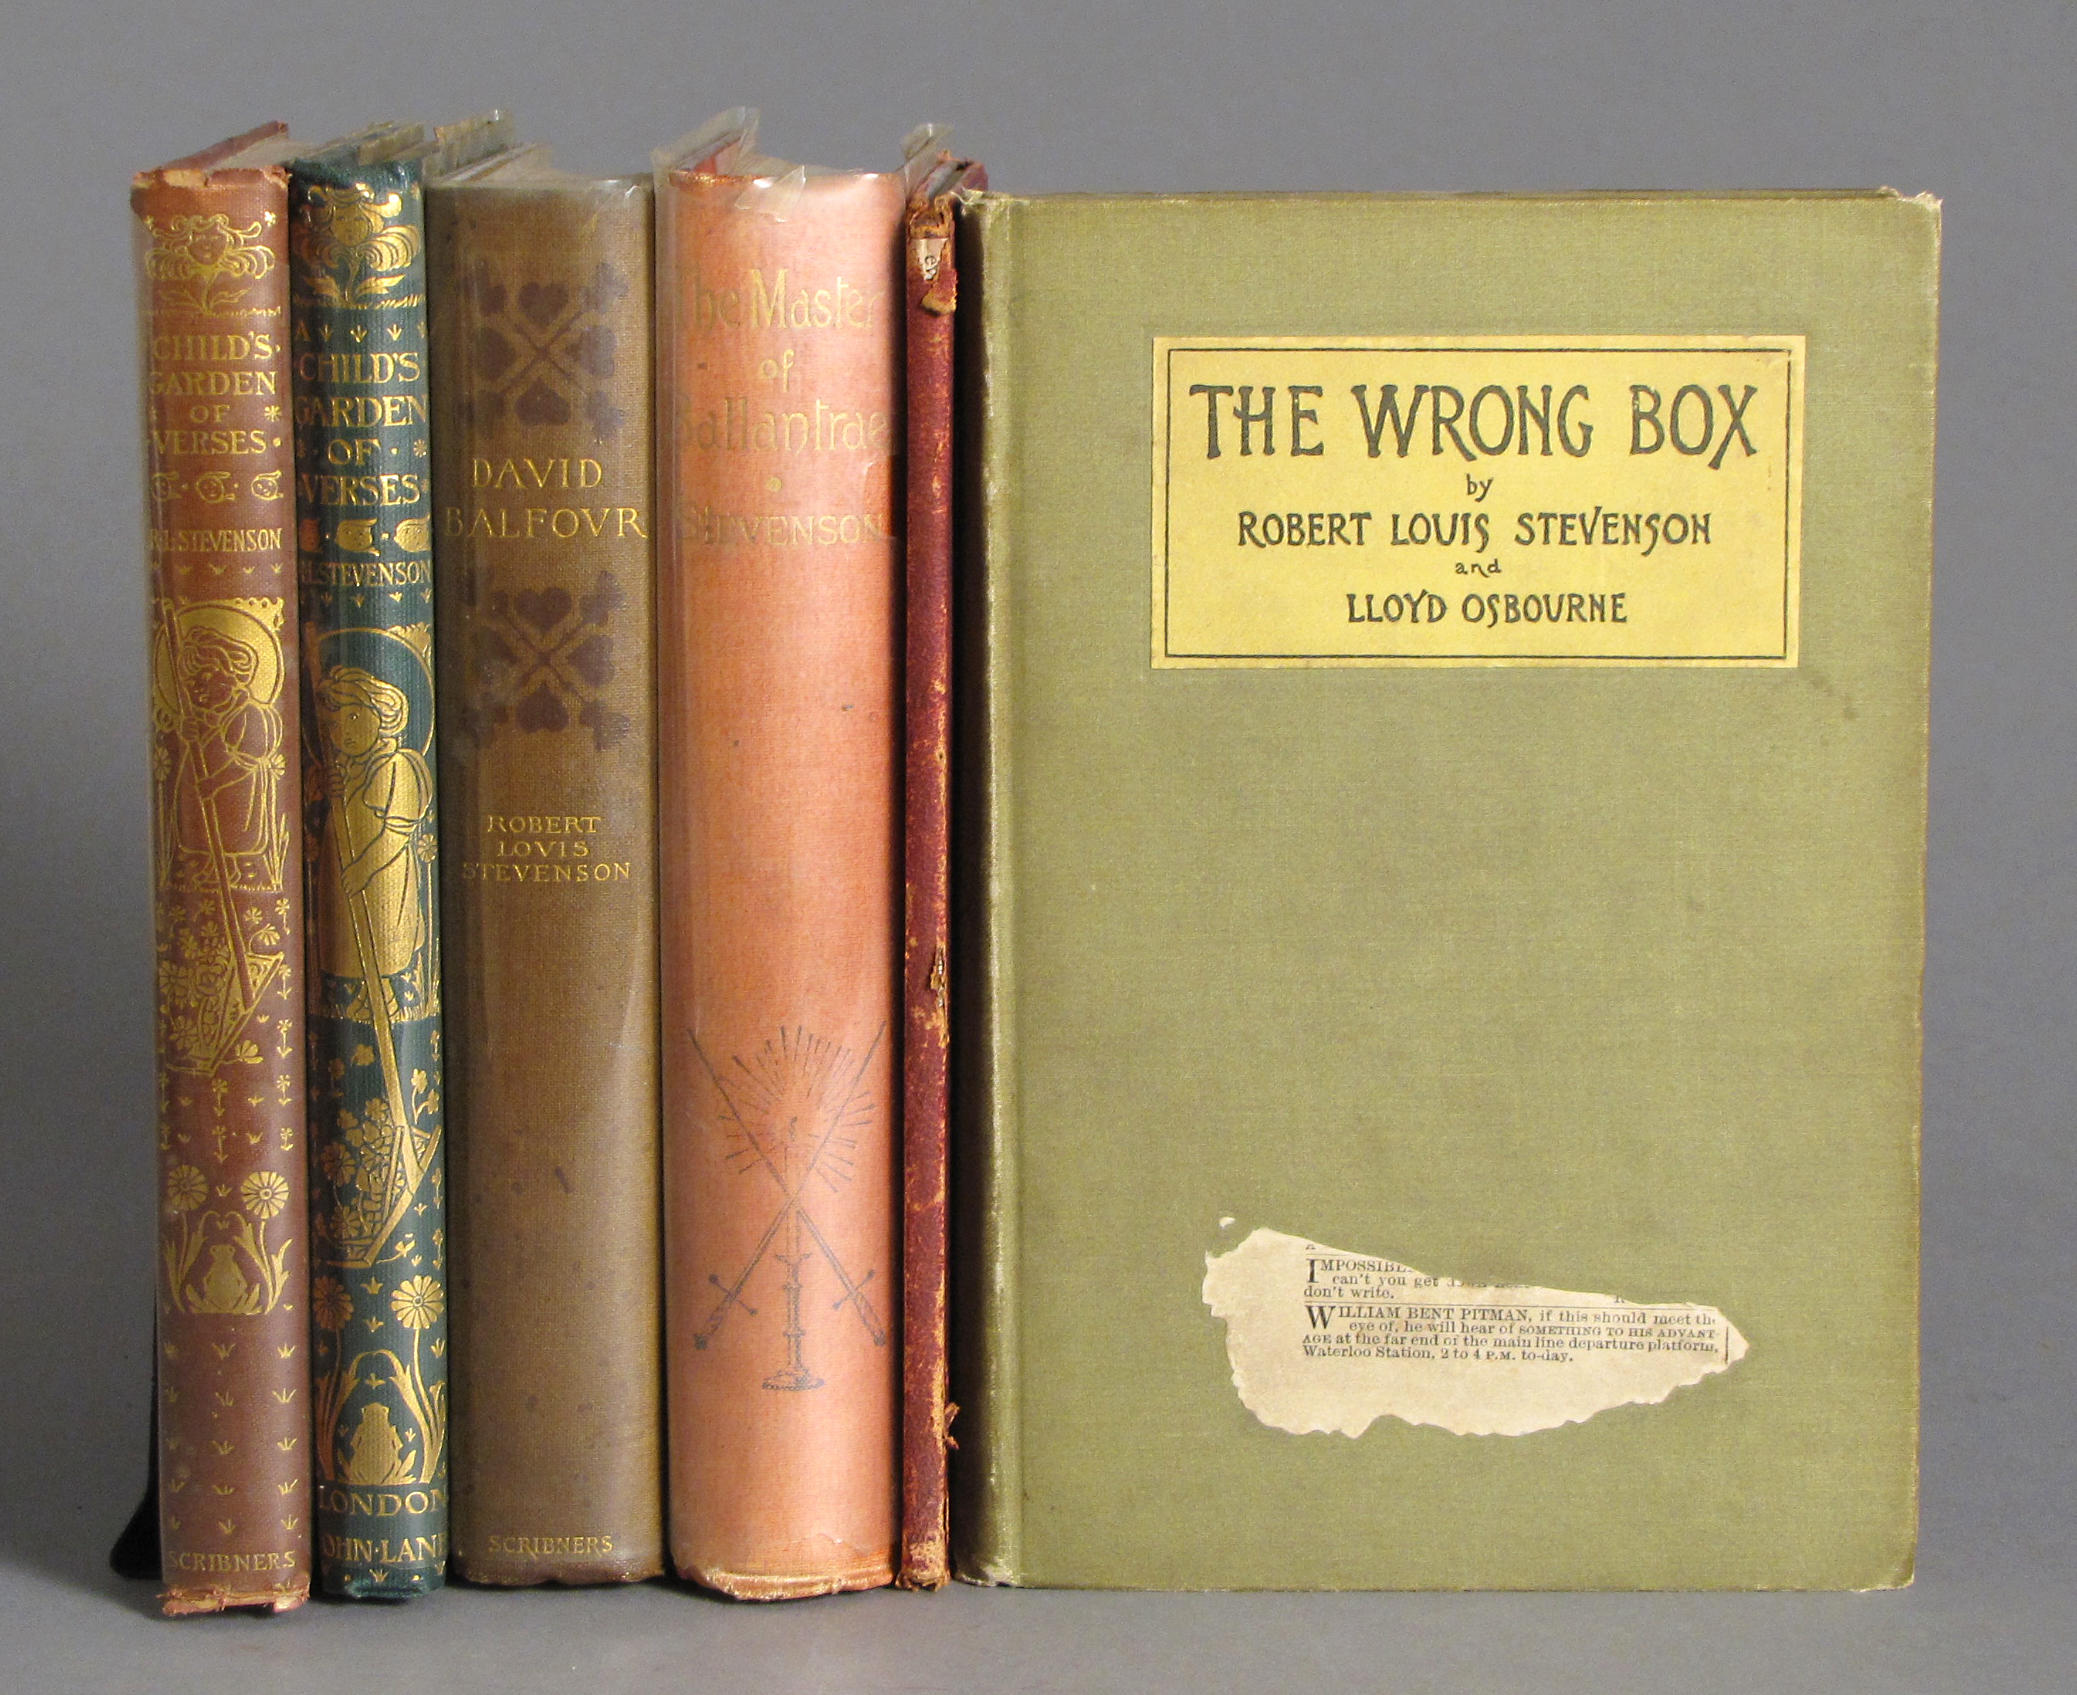 CHILD'S
GARDEN
OF
VERSES
R.L. STEVENSON
SCRIBNERS
A
CHILD'S
GARDEN
OF
VERSES
R.L. STEVENSON
LONDON
JOHN LANE
DAVID
BALFOVR
ROBERT
LOVIS
STEVENSON
SCRIBNERS
The Master
of
Ballantrae
STEVENSON
THE WRONG BOX
by
ROBERT LOUIS STEVENSON
and
LLOYD OSBOURNE
IMPOSSIBLE
can't you get
don't write.
WILLIAM BENT PITMAN, if this should meet the
eye of, he will hear of SOMETHING TO HIS ADVANT-
AGE at the far end of the main line departure platform,
Waterloo Station, 2 to 4 P.M. to-day.